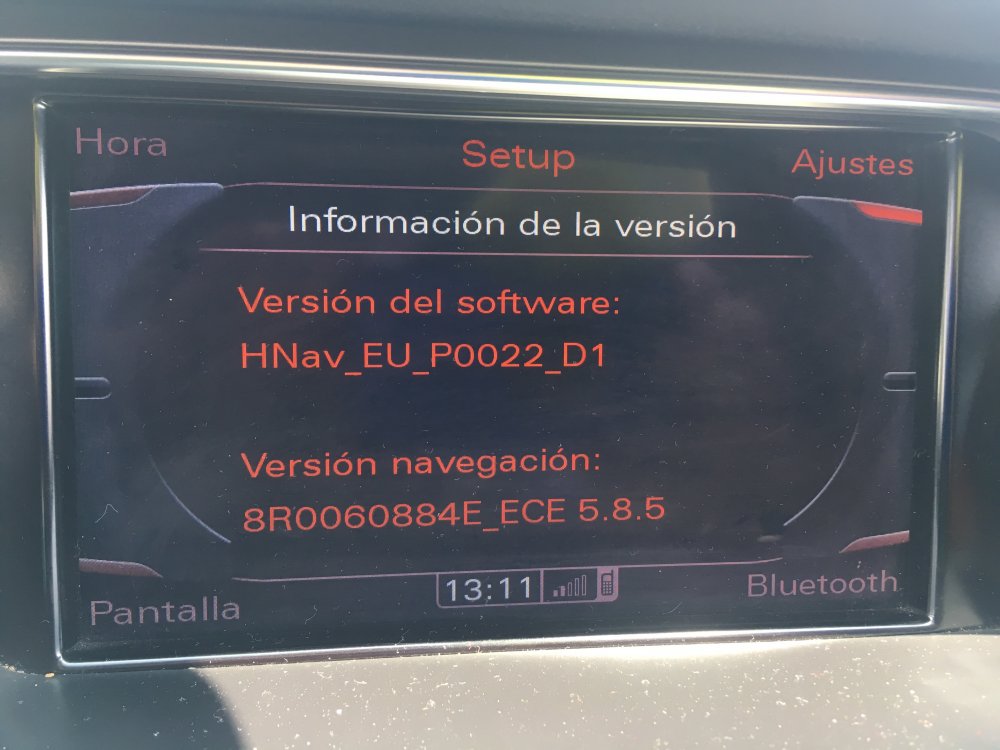 Hora
Setup
Ajustes
Información de la versión
Versión del software:
HNav_EU_P0022_D1
Versión navegación:
8R0060884E_ECE 5.8.5
13:11
Pantalla
Bluetooth